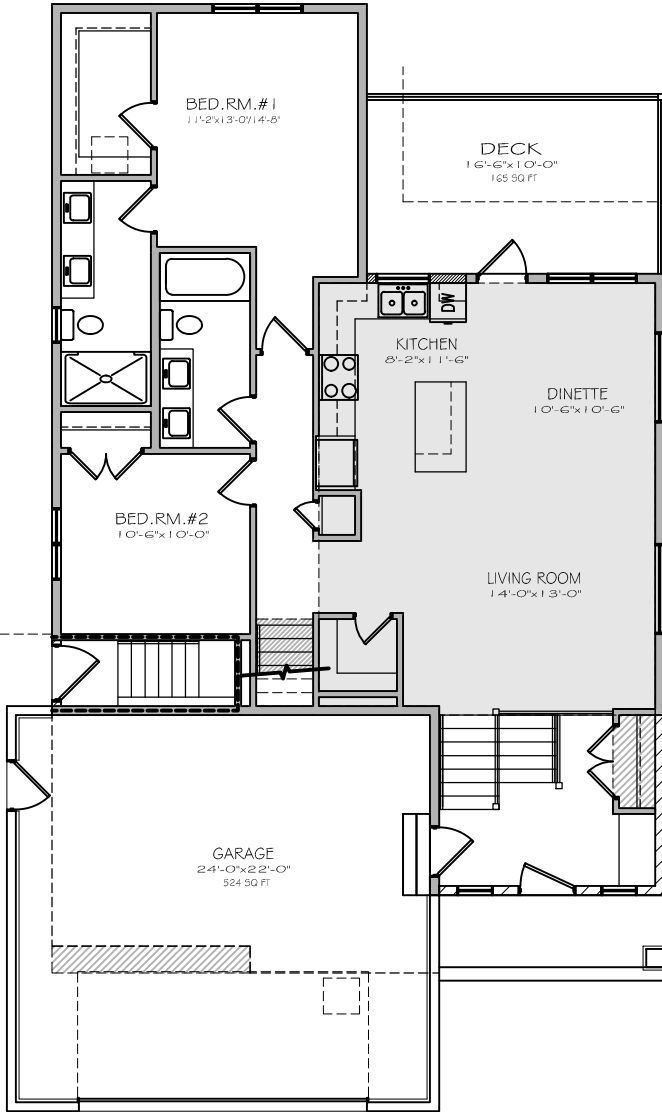 BED.RM.#1
11'-2"x13'-0"/14'-8"
DECK
16'-6"x10'-0"
165 SQ FT
DW
KITCHEN
8'-2"x11'-6"
DINETTE
10'-6"x10'-6"
BED.RM.#2
10'-6"x10'-0"
LIVING ROOM
14'-0"x13'-0"
GARAGE
24'-0"x22'-0"
524 SQ FT